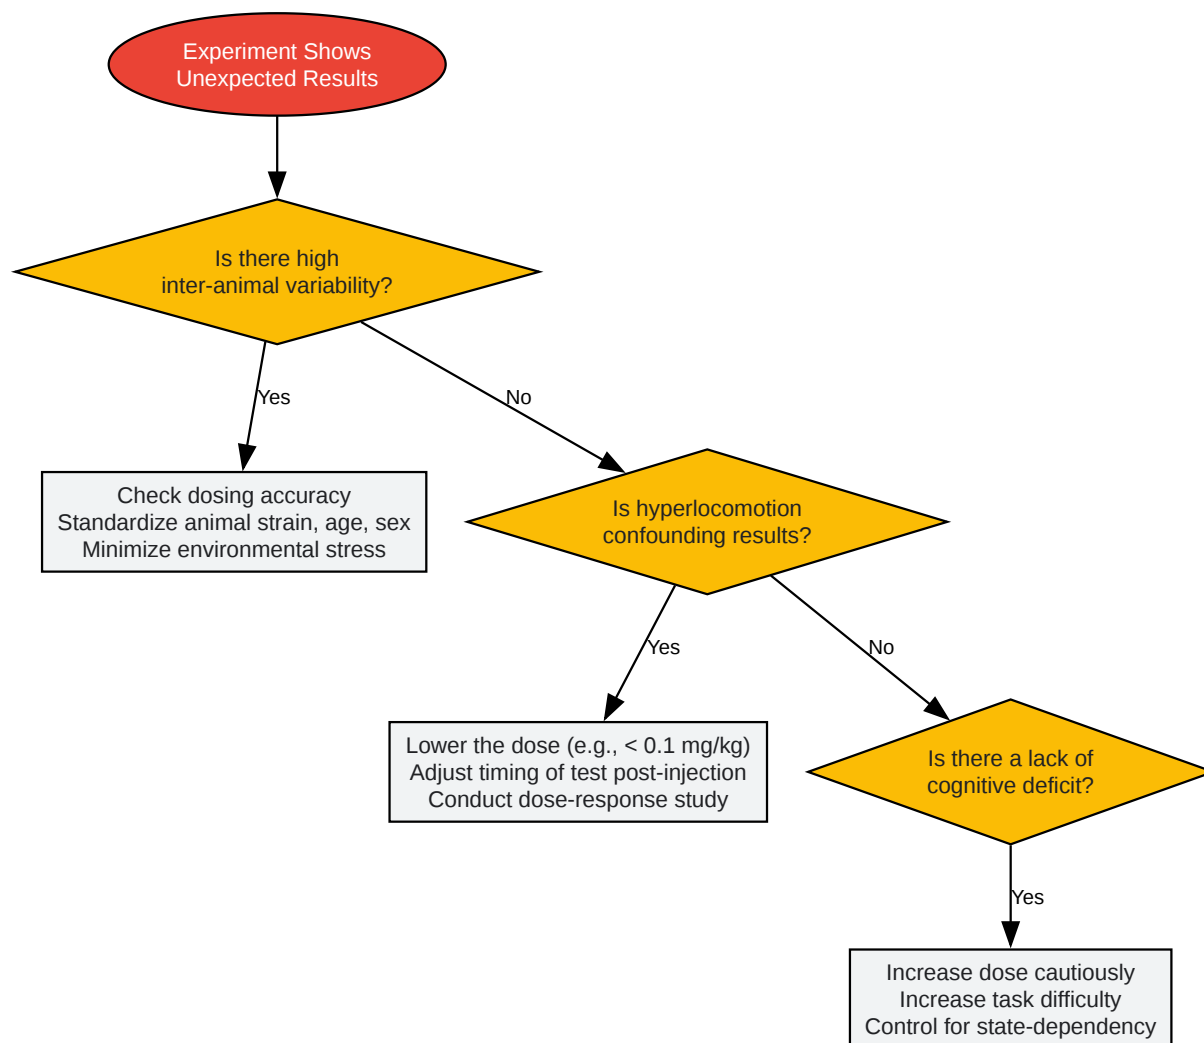 Experiment Shows
Unexpected Results
Is there high
inter-animal variability?
Yes
No
Check dosing accuracy
Standardize animal strain, age, sex
Minimize environmental stress
Is hyperlocomotion
confounding results?
Yes
No
Lower the dose (e.g., < 0.1 mg/kg)
Adjust timing of test post-injection
Conduct dose-response study
Is there a lack of
cognitive deficit?
Yes
Increase dose cautiously
Increase task difficulty
Control for state-dependency